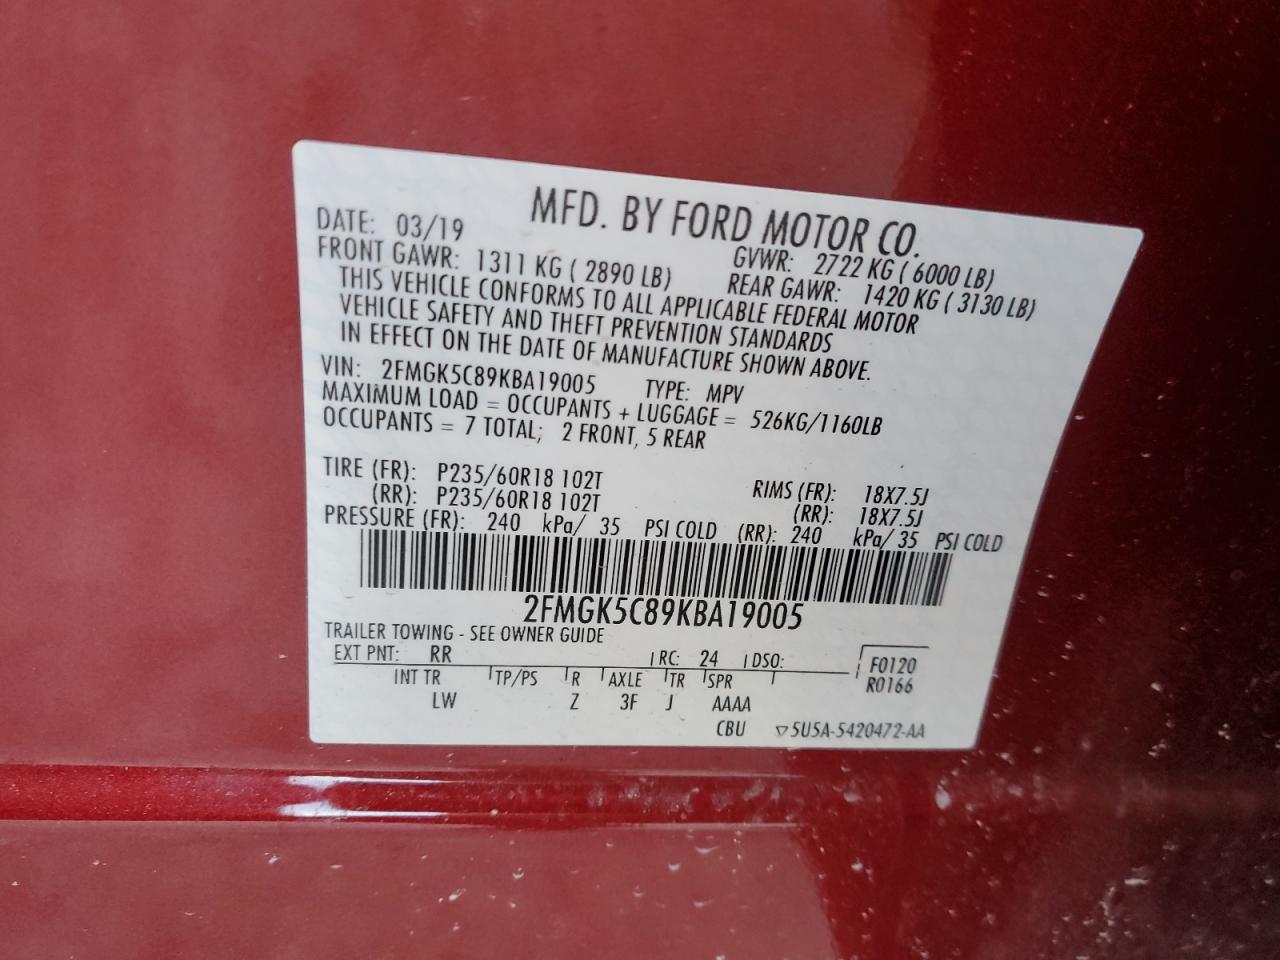 MFD. BY FORD MOTOR CO.
DATE: 03/19 GVWR: 2722 KG ( 6000 LB)
FRONT GAWR: 1311 KG ( 2890 LB) REAR GAWR: 1420 KG ( 3130 LB)
THIS VEHICLE CONFORMS TO ALL APPLICABLE FEDERAL MOTOR
VEHICLE SAFETY AND THEFT PREVENTION STANDARDS
IN EFFECT ON THE DATE OF MANUFACTURE SHOWN ABOVE.
VIN: 2FMGK5C89KBA19005 TYPE: MPV
MAXIMUM LOAD = OCCUPANTS + LUGGAGE = 526KG/1160LB
OCCUPANTS = 7 TOTAL; 2 FRONT, 5 REAR
TIRE (FR): P235/60R18 102T RIMS (FR): 18X7.5J
(RR): P235/60R18 102T (RR): 18X7.5J
PRESSURE (FR): 240 kPa/ 35 PSI COLD (RR): 240 kPa/ 35 PSI COLD
2FMGK5C89KBA19005
TRAILER TOWING - SEE OWNER GUIDE
EXT PNT: RR RC: 24 DSO: F0120
R0166
INT TR TP/PS R AXLE TR SPR
LW Z 3F J AAAA
CBU ▽5U5A-5420472-AA